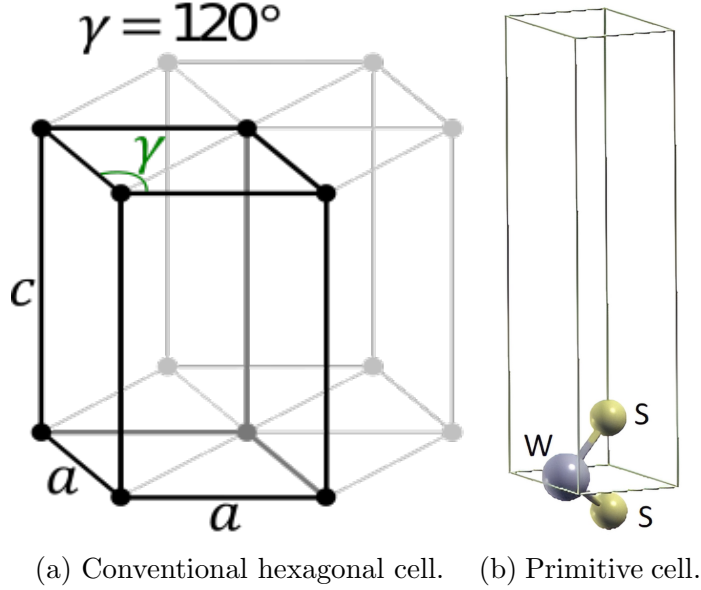 γ = 120°
γ
c
a
a
W
S
S
(a) Conventional hexagonal cell.
(b) Primitive cell.